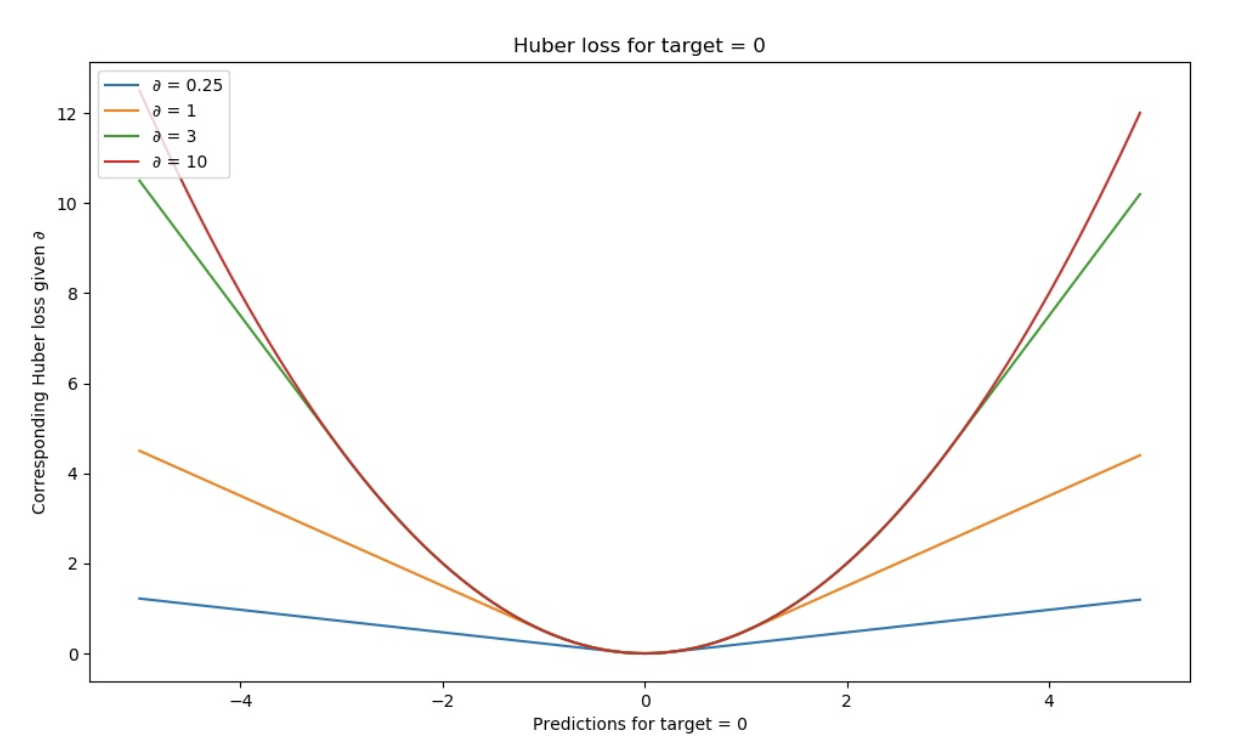 Huber loss for target = 0
∂ = 0.25
∂ = 1
∂ = 3
∂ = 10
Corresponding Huber loss given ∂
12
10
8
6
4
2
0
−4
−2
0
2
4
Predictions for target = 0